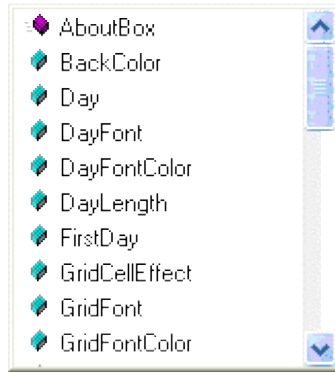 AboutBox
BackColor
Day
DayFont
DayFontColor
DayLength
FirstDay
GridCellEffect
GridFont
GridFontColor